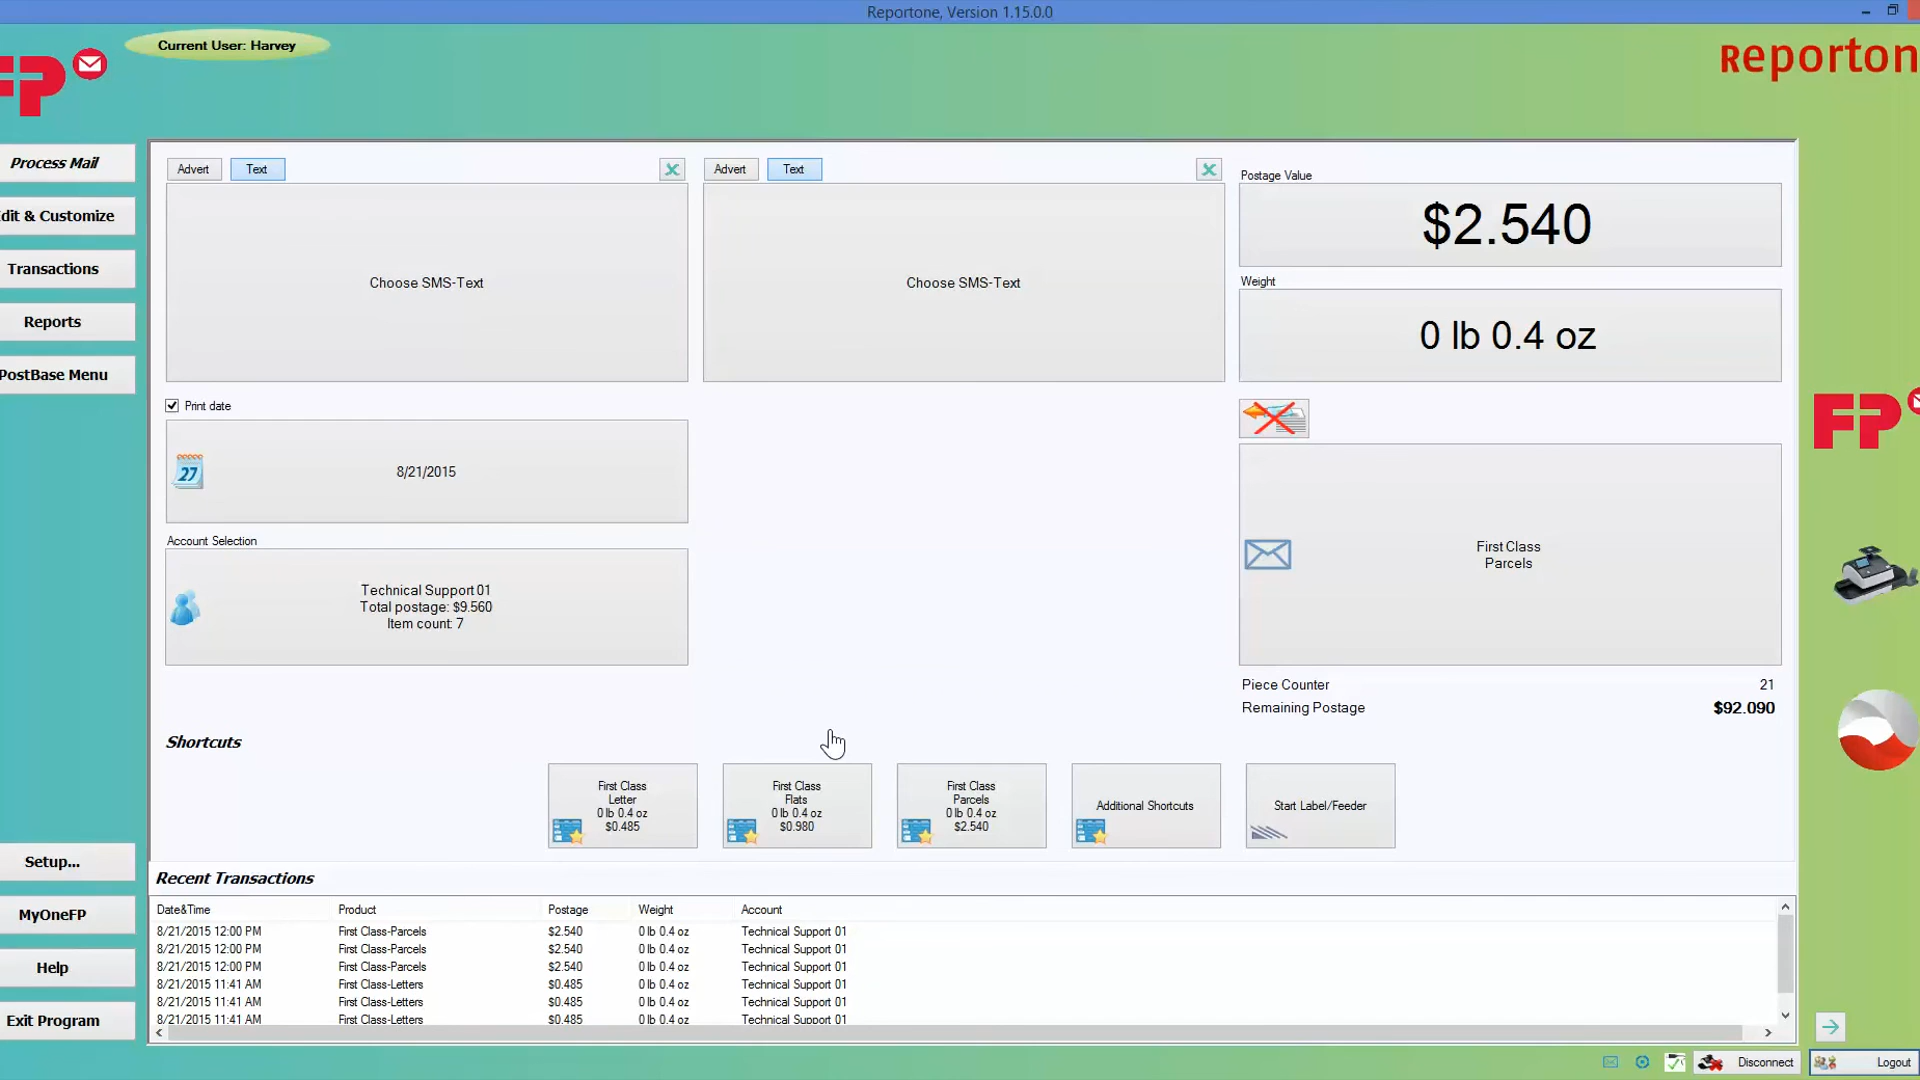 Reportone, Version 1.15.0.0
Current User: Harvey
FP
Reporton
Process Mail
dit & Customize
Transactions
Reports
PostBase Menu
Advert
Text
Choose SMS-Text
Advert
Text
Choose SMS-Text
Postage Value
$2.540
Weight
0 lb 0.4 oz
Print date
27
8/21/2015
Account Selection
Technical Support 01
Total postage: $9.560
Item count: 7
First Class
Parcels
FP
Piece Counter 21
Remaining Postage $92.090
Shortcuts
First Class
Letter
0 lb 0.4 oz
$0.485
First Class
Flats
0 lb 0.4 oz
$0.980
First Class
Parcels
0 lb 0.4 oz
$2.540
Additional Shortcuts
Start Label/Feeder
Setup...
MyOneFP
Help
Exit Program
Recent Transactions
Date&Time Product Postage Weight Account
8/21/2015 12:00 PM First Class-Parcels $2.540 0 lb 0.4 oz Technical Support 01
8/21/2015 12:00 PM First Class-Parcels $2.540 0 lb 0.4 oz Technical Support 01
8/21/2015 12:00 PM First Class-Parcels $2.540 0 lb 0.4 oz Technical Support 01
8/21/2015 11:41 AM First Class-Letters $0.485 0 lb 0.4 oz Technical Support 01
8/21/2015 11:41 AM First Class-Letters $0.485 0 lb 0.4 oz Technical Support 01
8/21/2015 11:41 AM First Class-Letters $0.485 0 lb 0.4 oz Technical Support 01
Disconnect
Logout